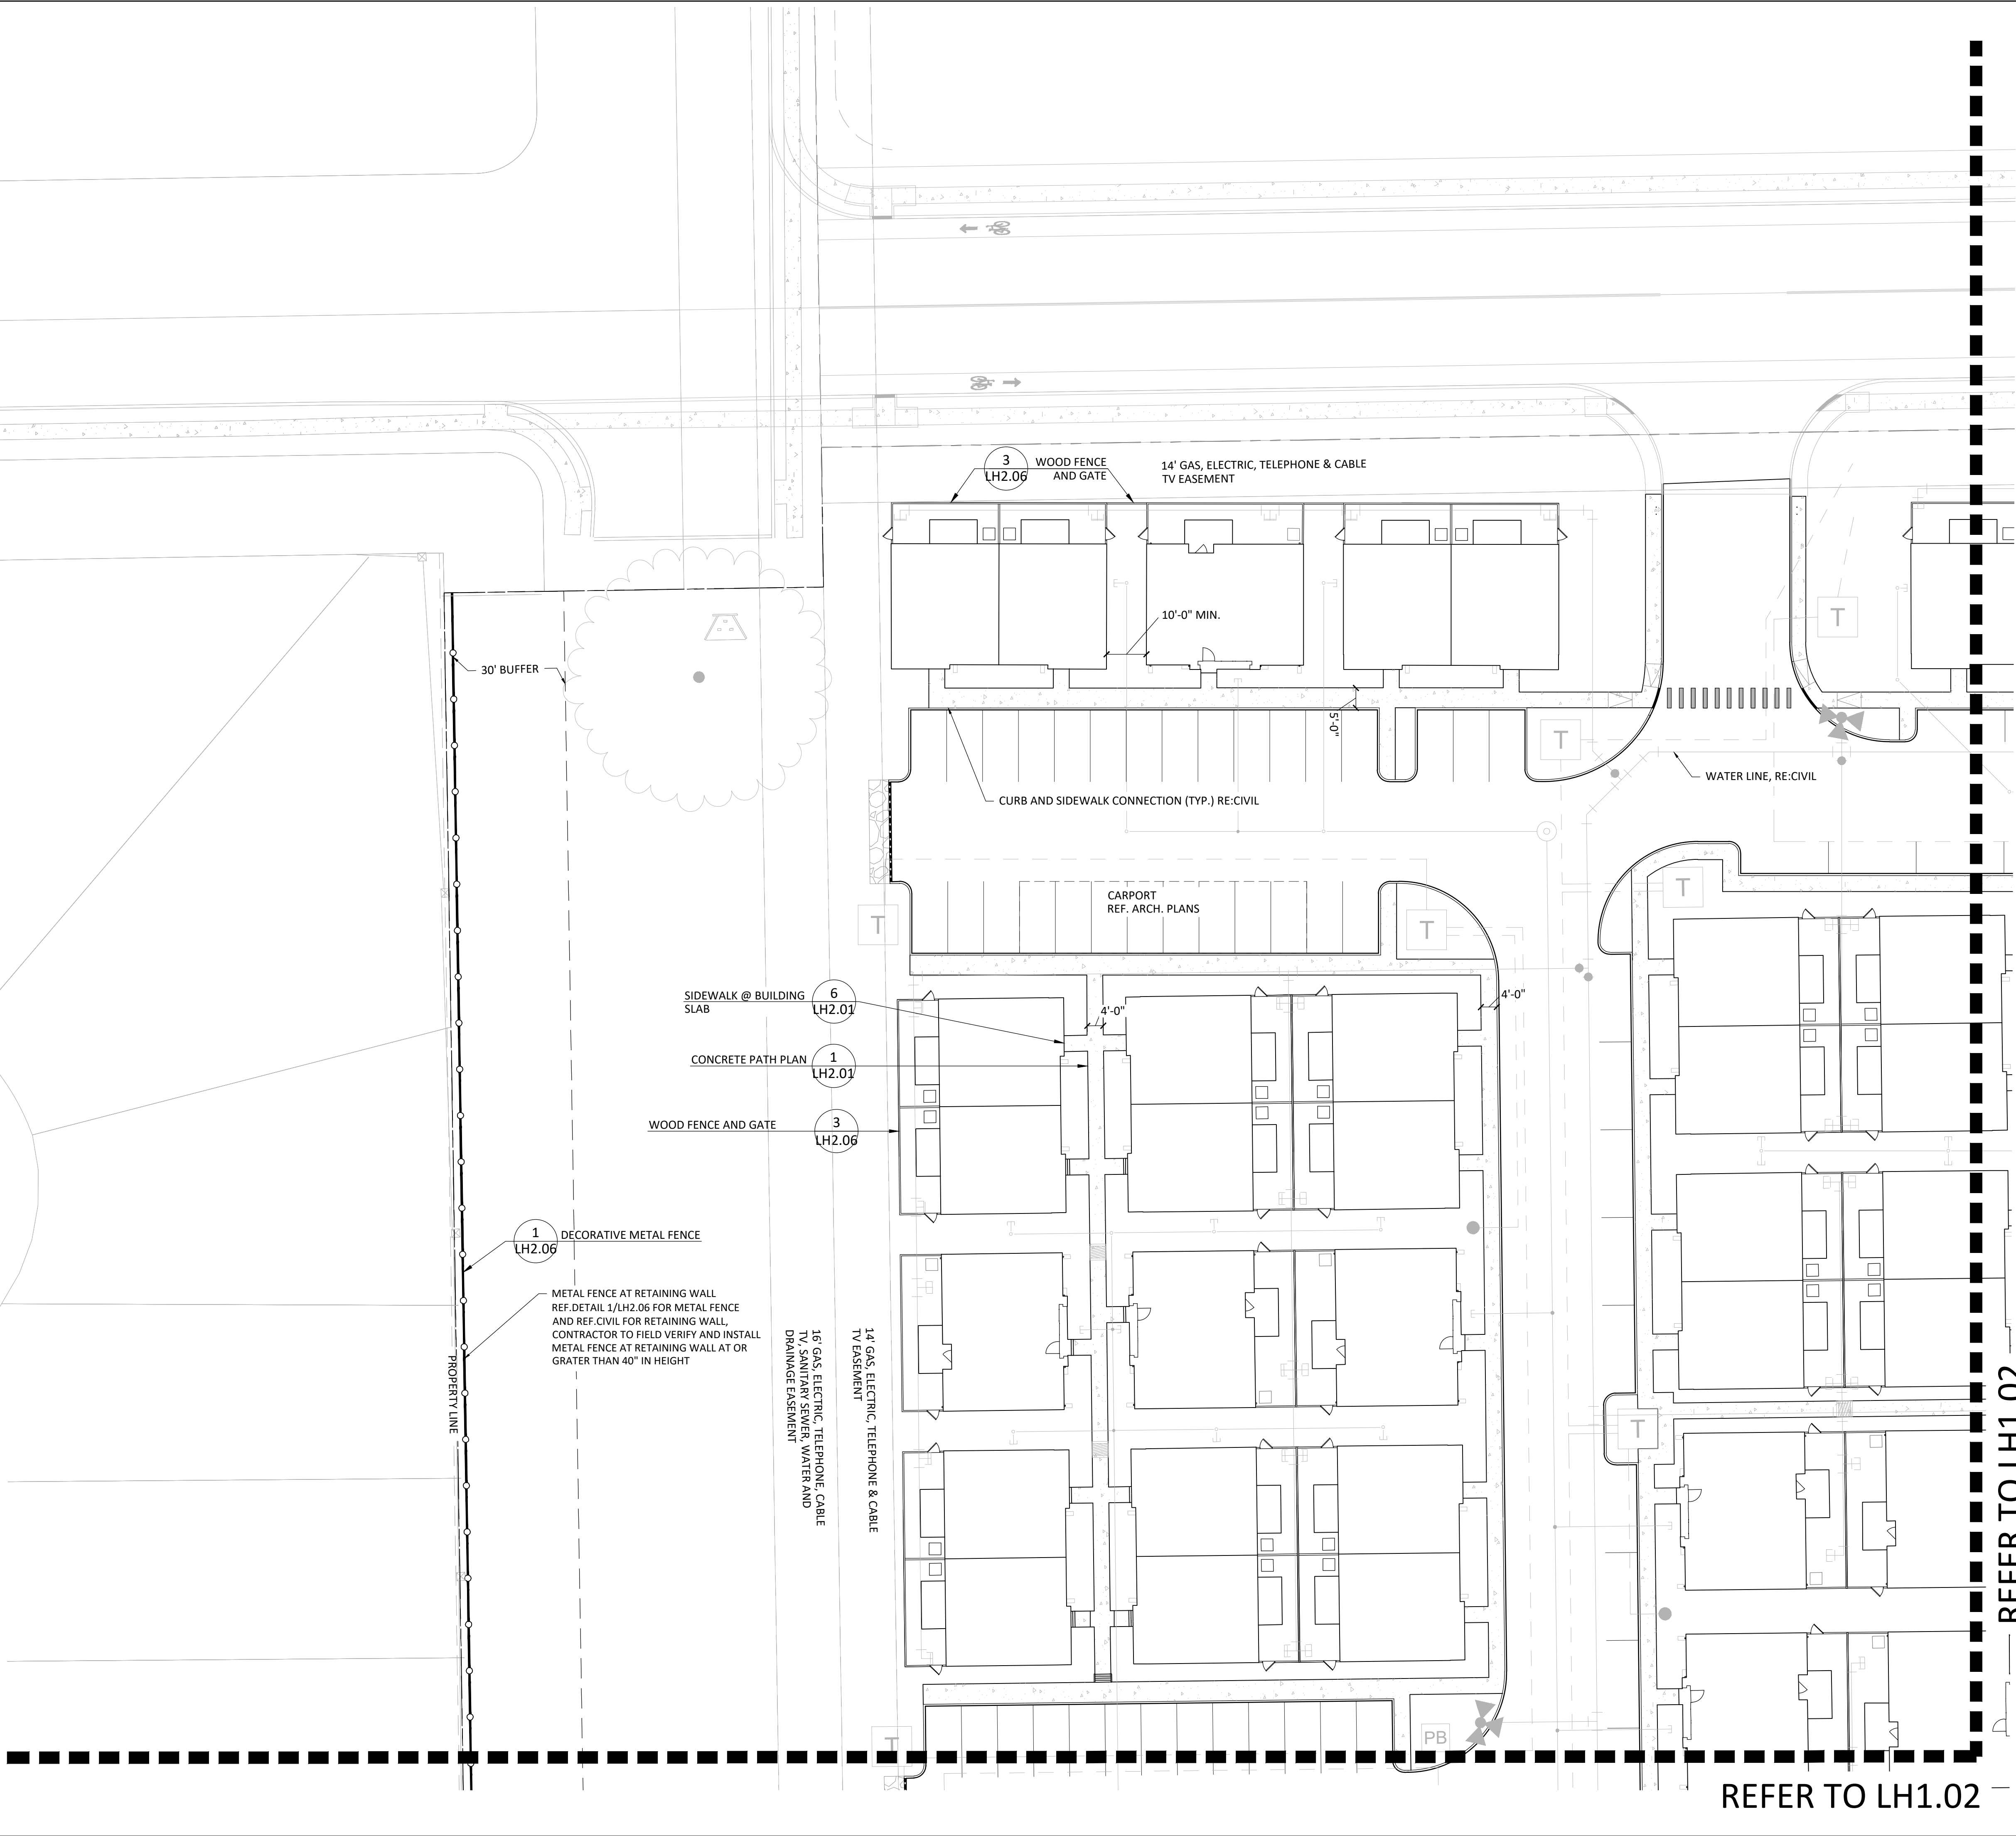 3
LH2.06
WOOD FENCE
AND GATE
14' GAS, ELECTRIC, TELEPHONE & CABLE
TV EASEMENT
10'-0" MIN.
T
30' BUFFER
5'-0"
T
WATER LINE, RE:CIVIL
CURB AND SIDEWALK CONNECTION (TYP.) RE:CIVIL
CARPORT
REF. ARCH. PLANS
T
T
T
SIDEWALK @ BUILDING
SLAB
6
LH2.01
4'-0"
4'-0"
CONCRETE PATH PLAN
1
LH2.01
WOOD FENCE AND GATE
3
LH2.06
1
LH2.06
DECORATIVE METAL FENCE
METAL FENCE AT RETAINING WALL
REF.DETAIL 1/LH2.06 FOR METAL FENCE
AND REF.CIVIL FOR RETAINING WALL,
CONTRACTOR TO FIELD VERIFY AND INSTALL
METAL FENCE AT RETAINING WALL AT OR
GRATER THAN 40" IN HEIGHT
PROPERTY LINE
16' GAS, ELECTRIC, TELEPHONE, CABLE
TV, SANITARY SEWER, WATER AND
DRAINAGE EASEMENT
14' GAS, ELECTRIC, TELEPHONE & CABLE
TV EASEMENT
T
REFER TO LH1.02
T
PB
REFER TO LH1.02